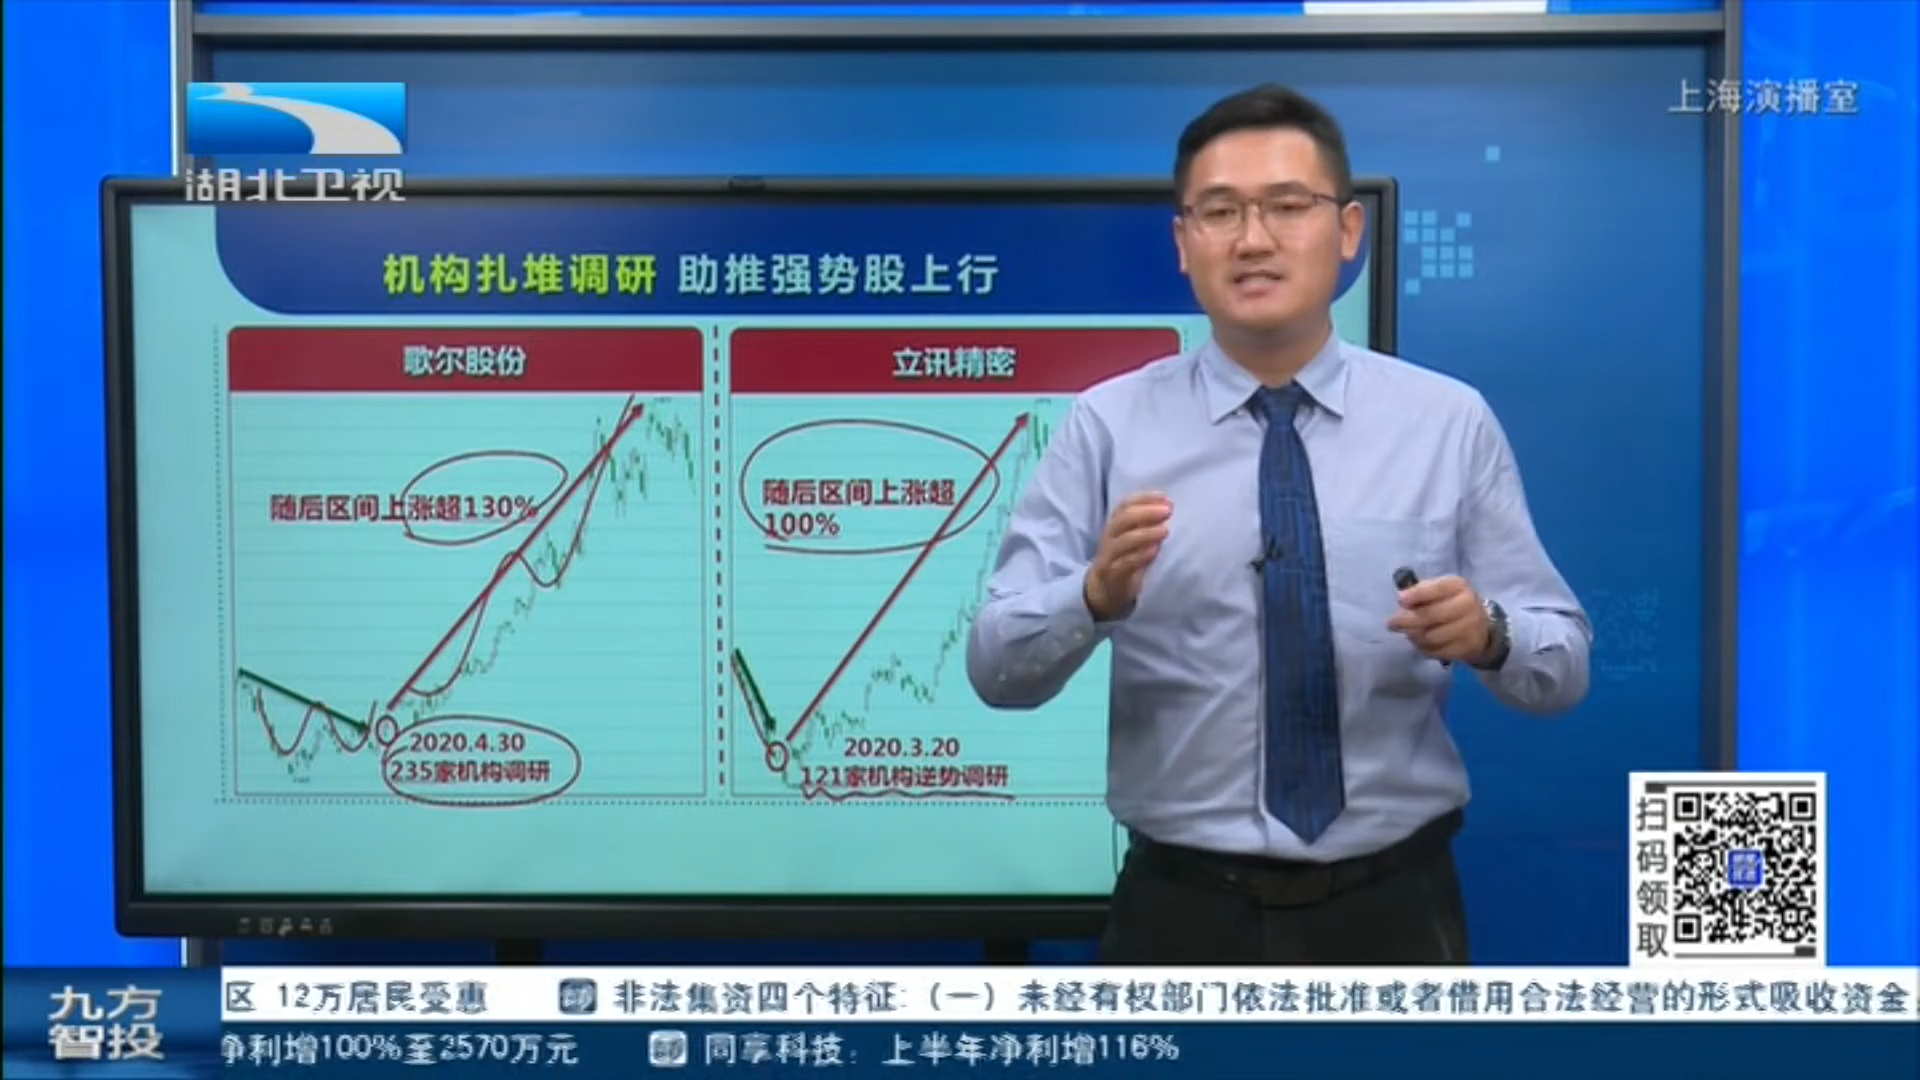 湖北卫视
上海演播室
机构扎堆调研 助推强势股上行
歌尔股份
随后区间上涨超130%
2020.4.30
235家机构调研
立讯精密
随后区间上涨超
100%
2020.3.20
121家机构逆势调研
扫码领取
九方
智投
区 12万居民受惠 非法集资四个特征：（一）未经有权部门依法批准或者借用合法经营的形式吸收资金
净利增100%至2570万元 同享科技：上半年净利增116%